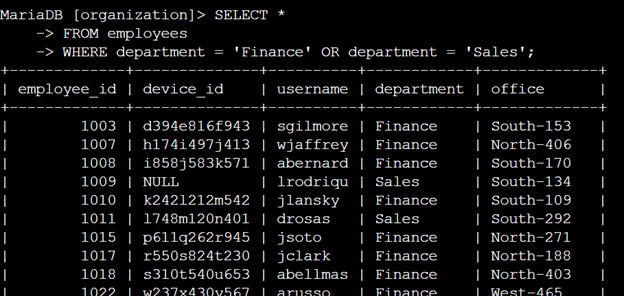 MariaDB [organization]> SELECT *
    -> FROM employees
    -> WHERE department = 'Finance' OR department = 'Sales';
+-------------+--------------+----------+------------+-------------+
| employee_id | device_id    | username | department | office      |
+-------------+--------------+----------+------------+-------------+
|        1003 | d394e816f943 | sgilmore | Finance    | South-153   |
|        1007 | h174i497j413 | wjaffrey | Finance    | North-406   |
|        1008 | i858j583k571 | abernard | Finance    | South-170   |
|        1009 | NULL         | lrodriqu | Sales      | South-134   |
|        1010 | k242l212m542 | jlansky  | Finance    | South-109   |
|        1011 | l748m120n401 | drosas   | Sales      | South-292   |
|        1015 | p611q262r945 | jsoto    | Finance    | North-271   |
|        1017 | r550s824t230 | jclark   | Finance    | North-188   |
|        1018 | s310t540u653 | abellmas | Finance    | North-403   |
|        1022 | w237x430y567 | arusso   | Finance    | West-465    |